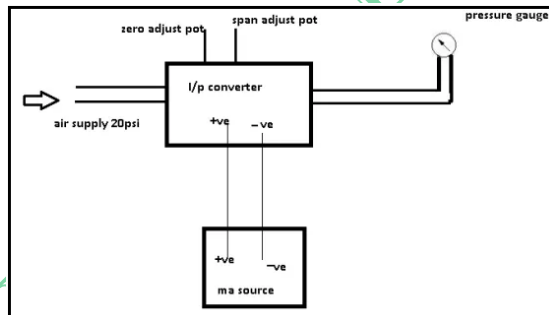 pressure gauge
span adjust pot
zero adjust pot
I/p converter
air supply 20psi
+ve –ve
+ve –ve
ma source